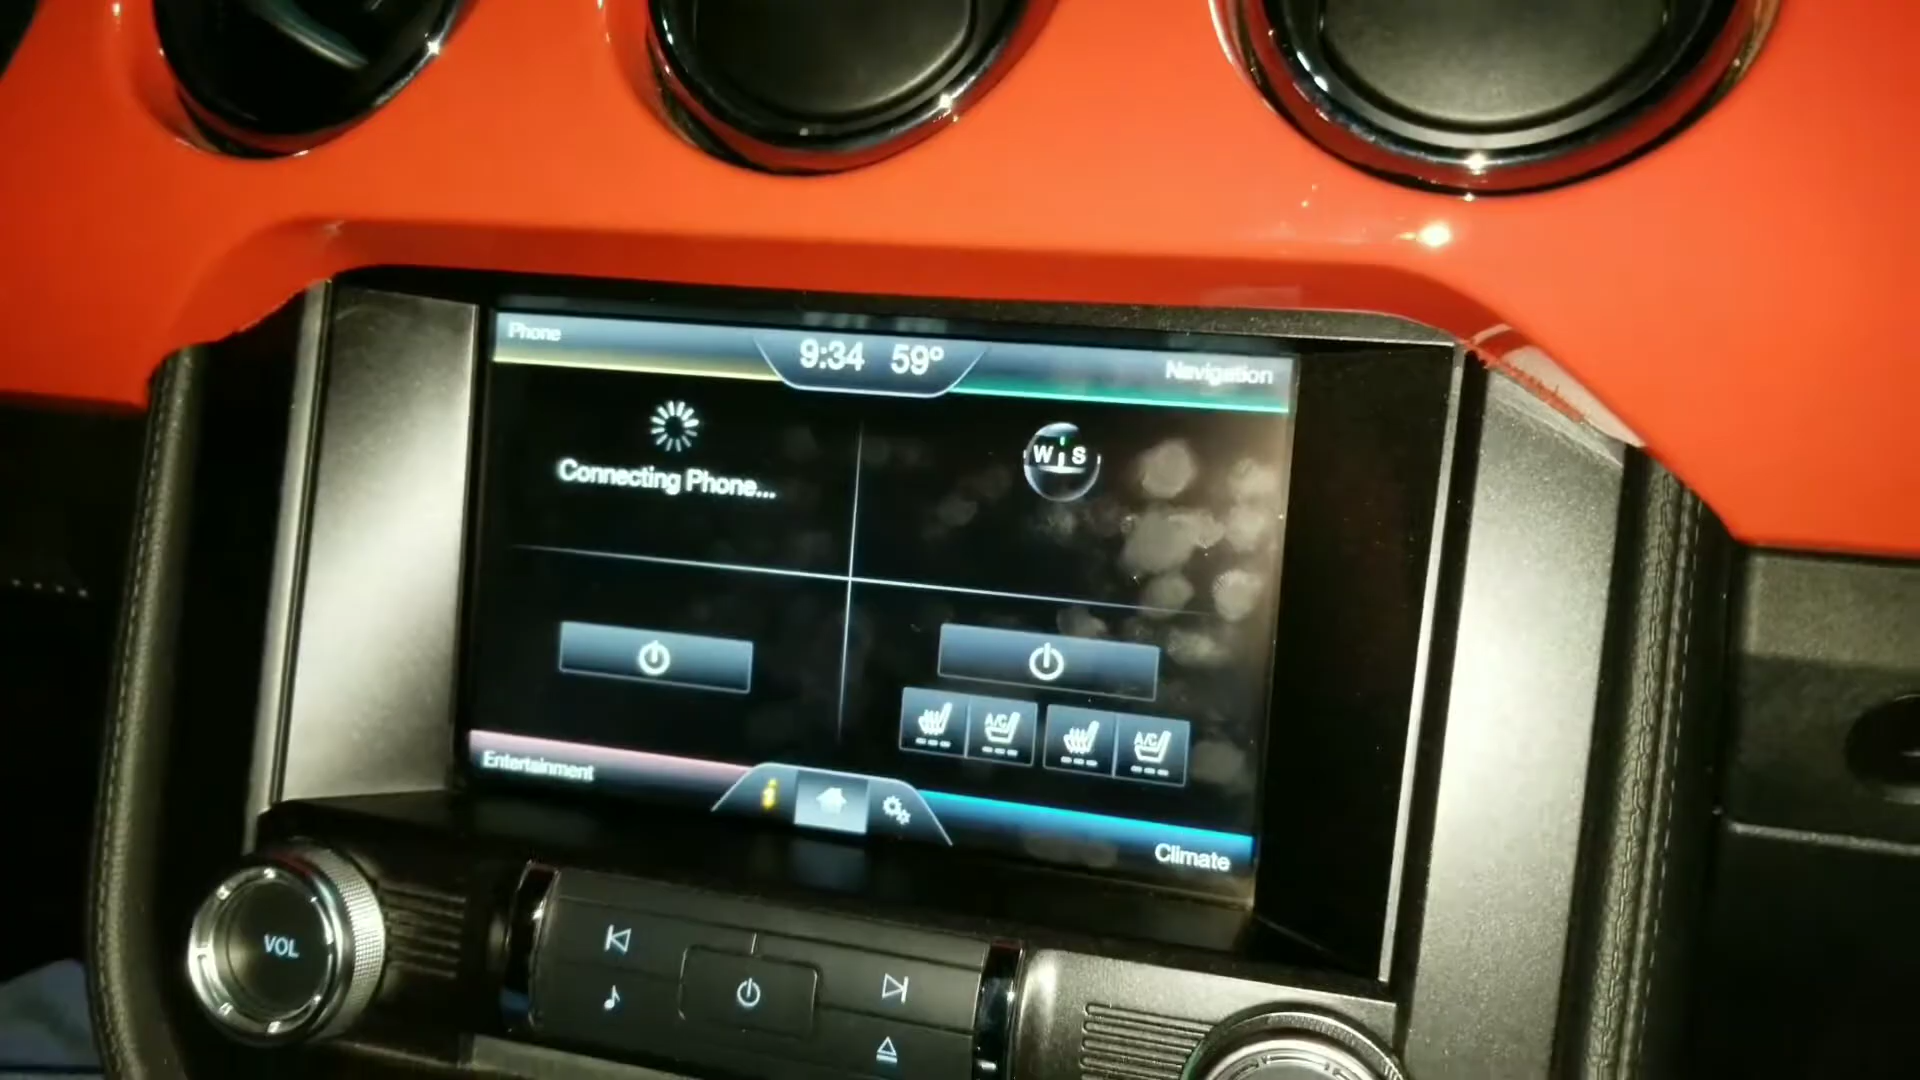 Phone
9:34 59°
Navigation
Connecting Phone...
W S
A/C
A/C
Entertainment
i
Climate
VOL